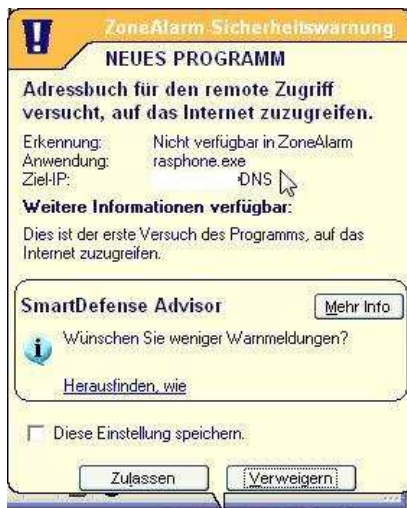 ZoneAlarm Sicherheitswarnung
NEUES PROGRAMM
Adressbuch für den remote Zugriff
versucht, auf das Internet zuzugreifen.
Erkennung: Nicht verfügbar in ZoneAlarm
Anwendung: rasphone.exe
Ziel-IP: DNS
Weitere Informationen verfügbar:
Dies ist der erste Versuch des Programms, auf das
Internet zuzugreifen.
SmartDefense Advisor Mehr Info
Wünschen Sie weniger Warnmeldungen?
Herausfinden, wie
Diese Einstellung speichern.
Zulassen Verweigern